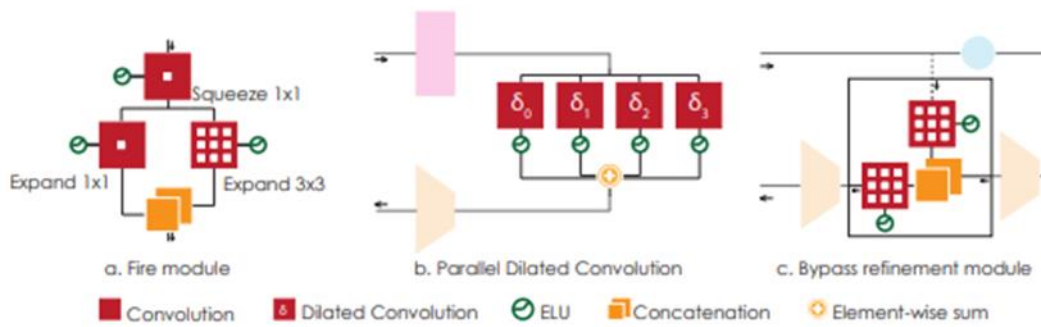 Squeeze 1x1
Expand 1x1
Expand 3x3
δ₀ δ₁ δ₂ δ₃
a. Fire module
b. Parallel Dilated Convolution
c. Bypass refinement module
Convolution
δ Dilated Convolution
ELU
Concatenation
Element-wise sum